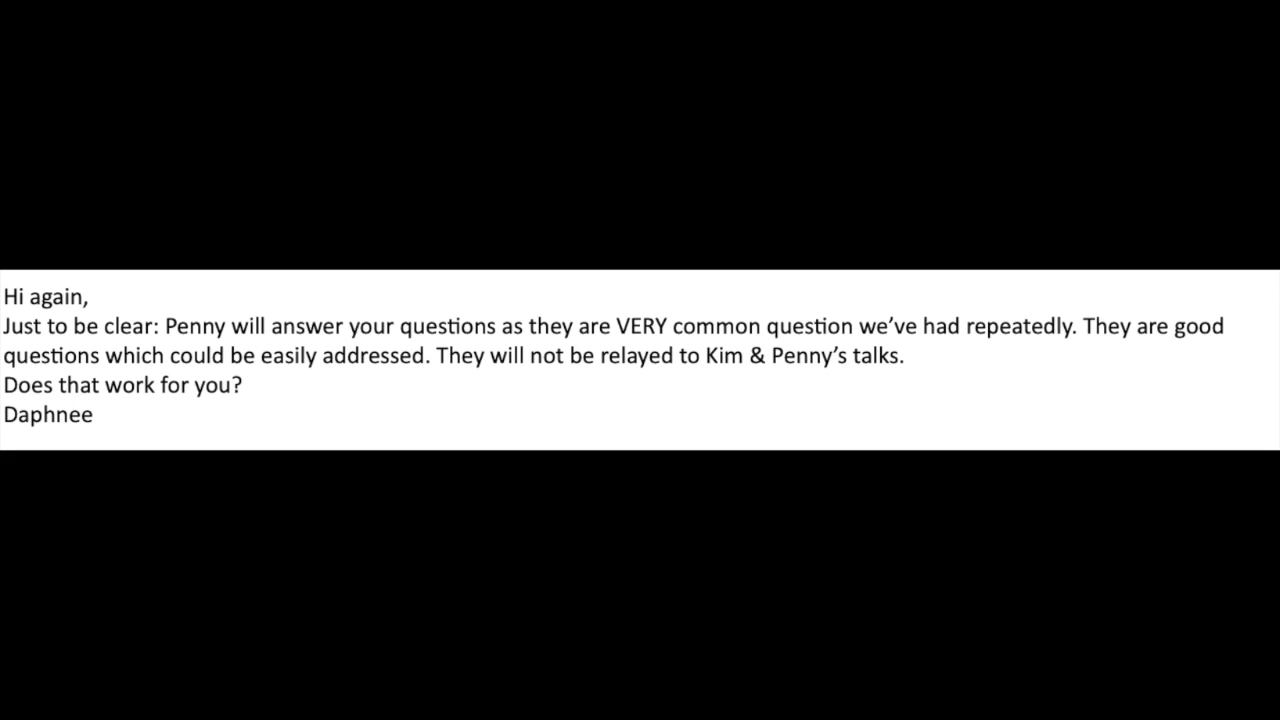 Hi again,
Just to be clear: Penny will answer your questions as they are VERY common question we’ve had repeatedly. They are good
questions which could be easily addressed. They will not be relayed to Kim & Penny’s talks.
Does that work for you?
Daphnee